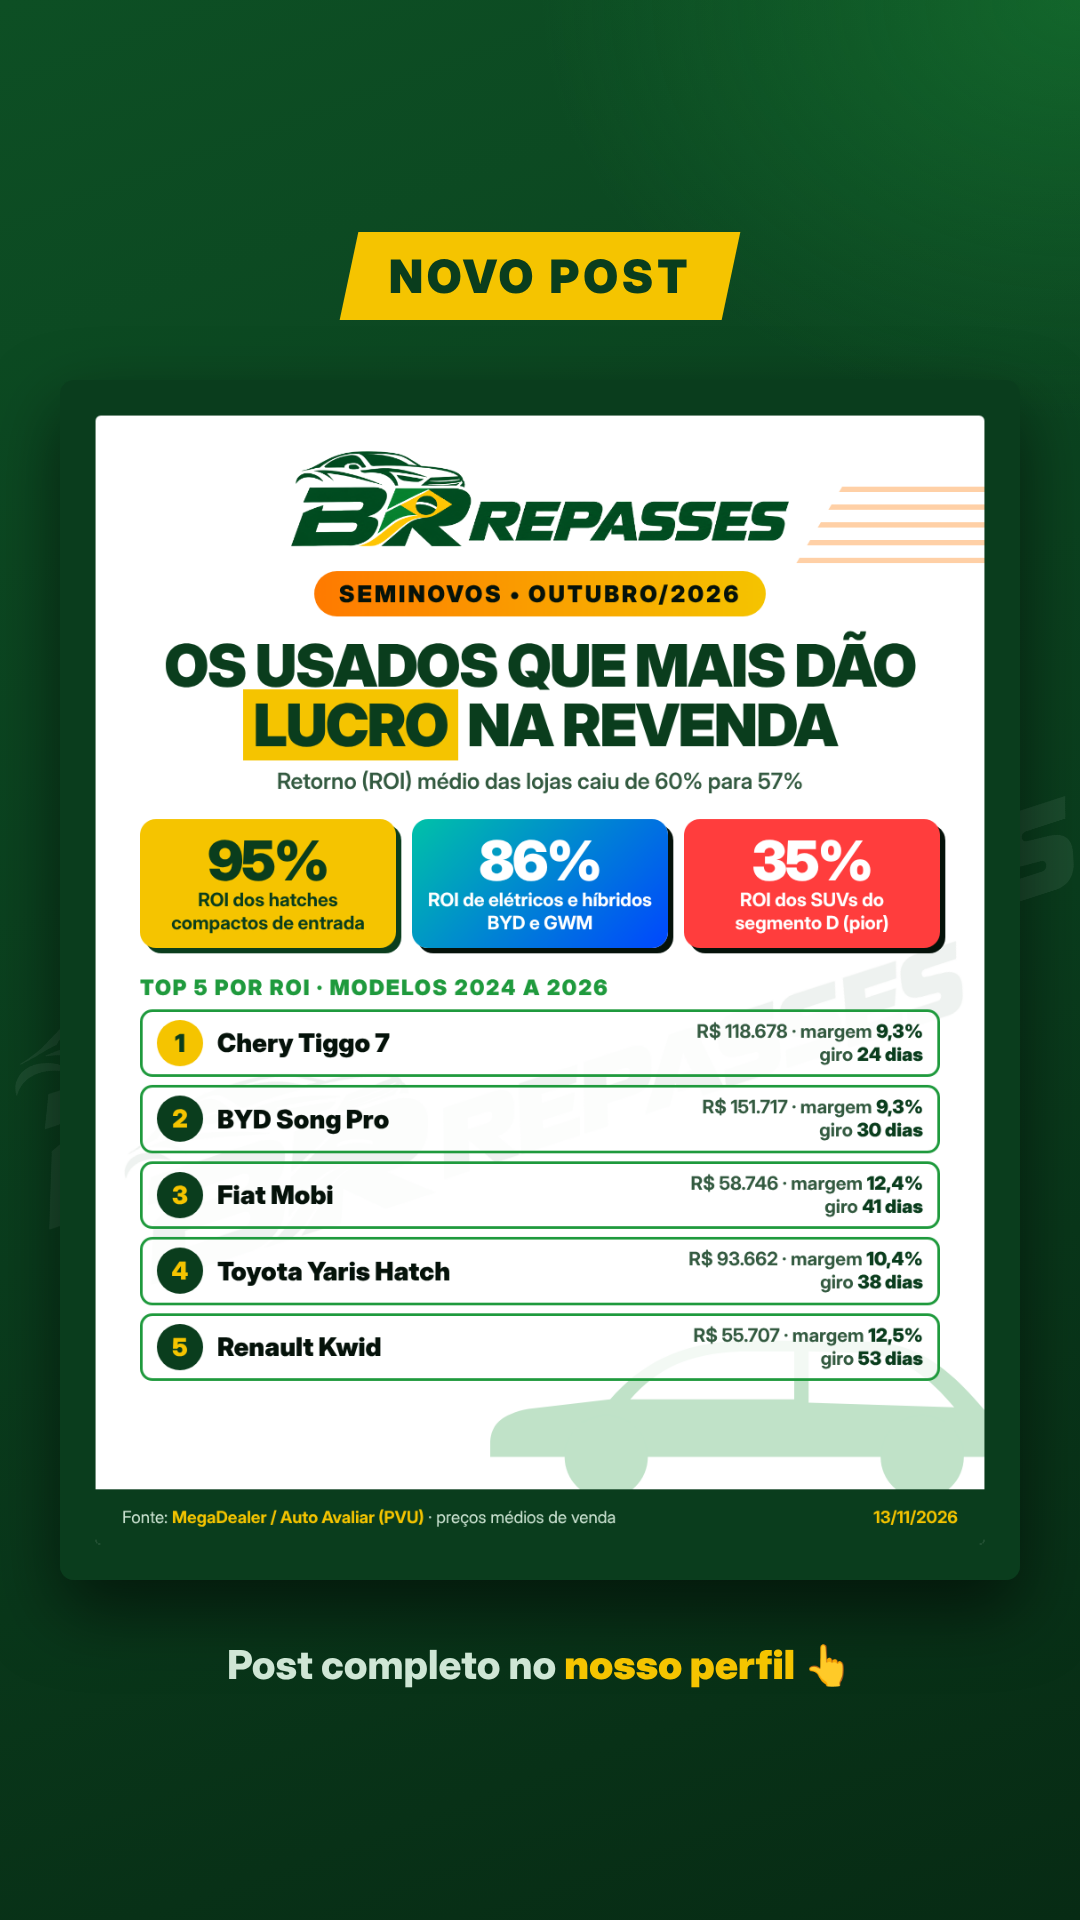 NOVO POST
BR REPASSES
SEMINOVOS • OUTUBRO/2026
OS USADOS QUE MAIS DÃO
LUCRO NA REVENDA
Retorno (ROI) médio das lojas caiu de 60% para 57%
95%
ROI dos hatches
compactos de entrada
86%
ROI de elétricos e híbridos
BYD e GWM
35%
ROI dos SUVs do
segmento D (pior)
TOP 5 POR ROI · MODELOS 2024 A 2026
1 Chery Tiggo 7
R$ 118.678 · margem 9,3%
giro 24 dias
2 BYD Song Pro
R$ 151.717 · margem 9,3%
giro 30 dias
3 Fiat Mobi
R$ 58.746 · margem 12,4%
giro 41 dias
4 Toyota Yaris Hatch
R$ 93.662 · margem 10,4%
giro 38 dias
5 Renault Kwid
R$ 55.707 · margem 12,5%
giro 53 dias
Fonte: MegaDealer / Auto Avaliar (PVU) · preços médios de venda
13/11/2026
Post completo no nosso perfil 👆